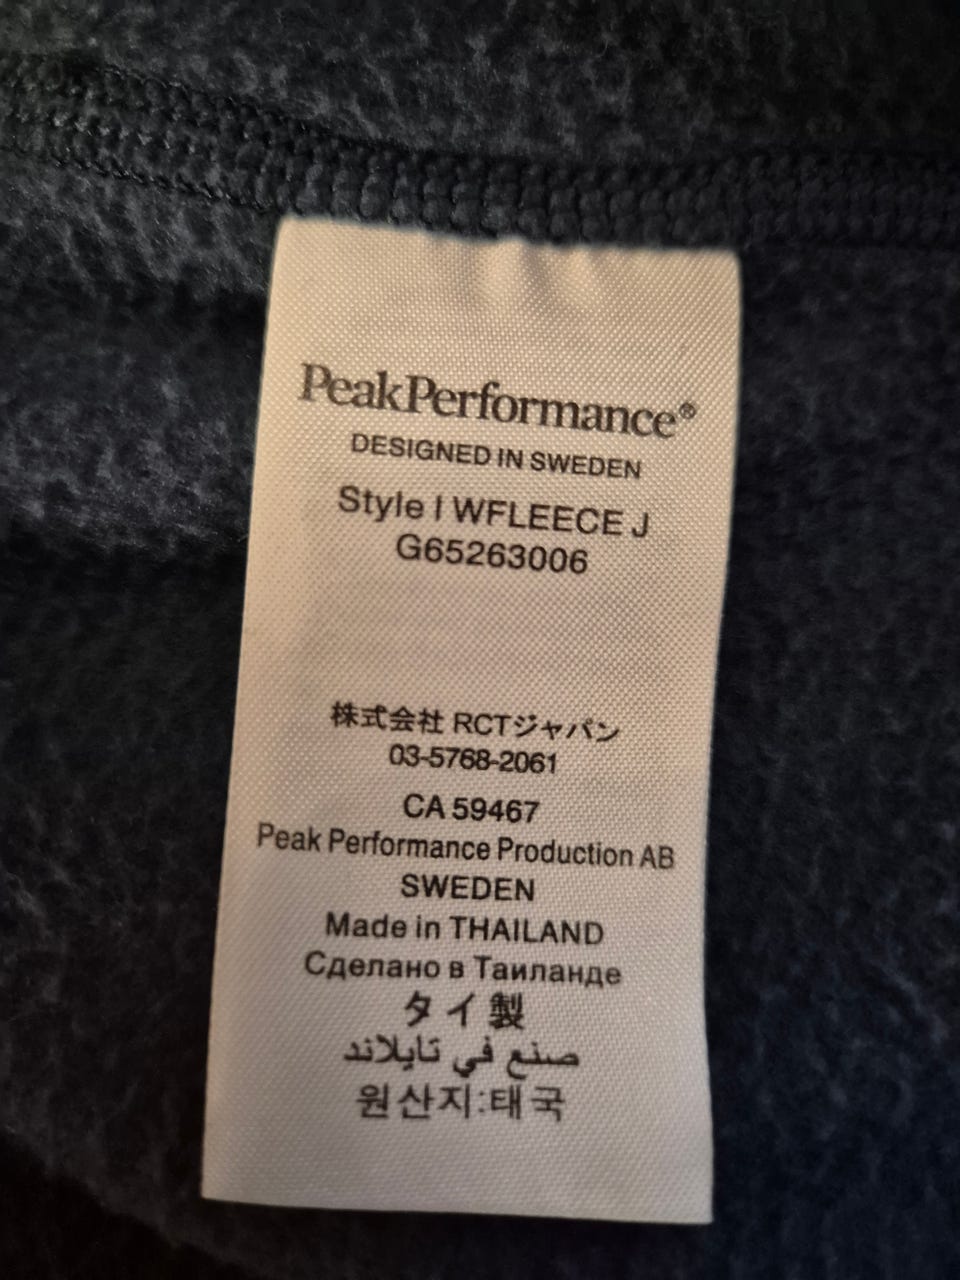 PeakPerformance®
DESIGNED IN SWEDEN
Style I WFLEECE J
G65263006
株式会社 RCTジャパン
03-5768-2061
CA 59467
Peak Performance Production AB
SWEDEN
Made in THAILAND
Сделано в Таиланде
タイ製
صنع في تايلاند
원산지:태국